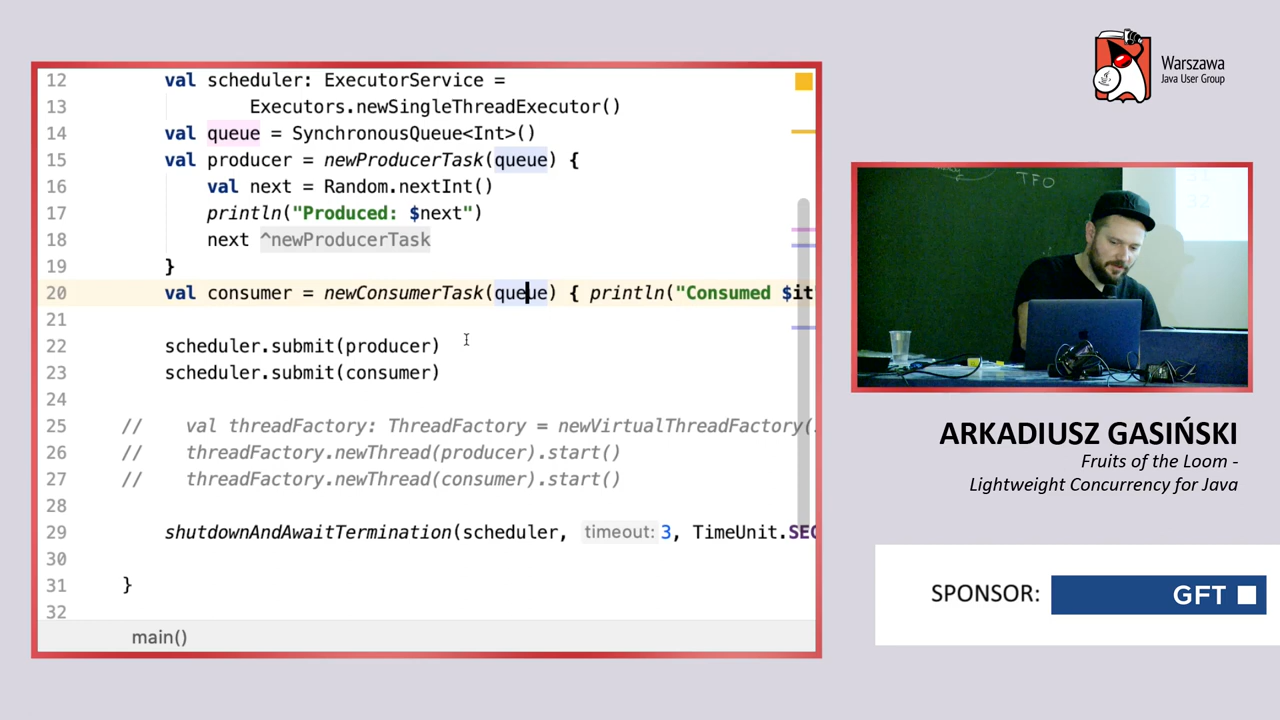 12 val scheduler: ExecutorService =
13 Executors.newSingleThreadExecutor()
14 val queue = SynchronousQueue<Int>()
15 val producer = newProducerTask(queue) {
16 val next = Random.nextInt()
17 println("Produced: $next")
18 next ^newProducerTask
19 }
20 val consumer = newConsumerTask(queue) { println("Consumed $it"
21
22 scheduler.submit(producer)
23 scheduler.submit(consumer)
24
25 // val threadFactory: ThreadFactory = newVirtualThreadFactory(
26 // threadFactory.newThread(producer).start()
27 // threadFactory.newThread(consumer).start()
28
29 shutdownAndAwaitTermination(scheduler, timeout: 3, TimeUnit.SEC
30
31 }
32
main()
Warszawa
Java User Group
TFO
32
ARKADIUSZ GASIŃSKI
Fruits of the Loom -
Lightweight Concurrency for Java
SPONSOR: GFT